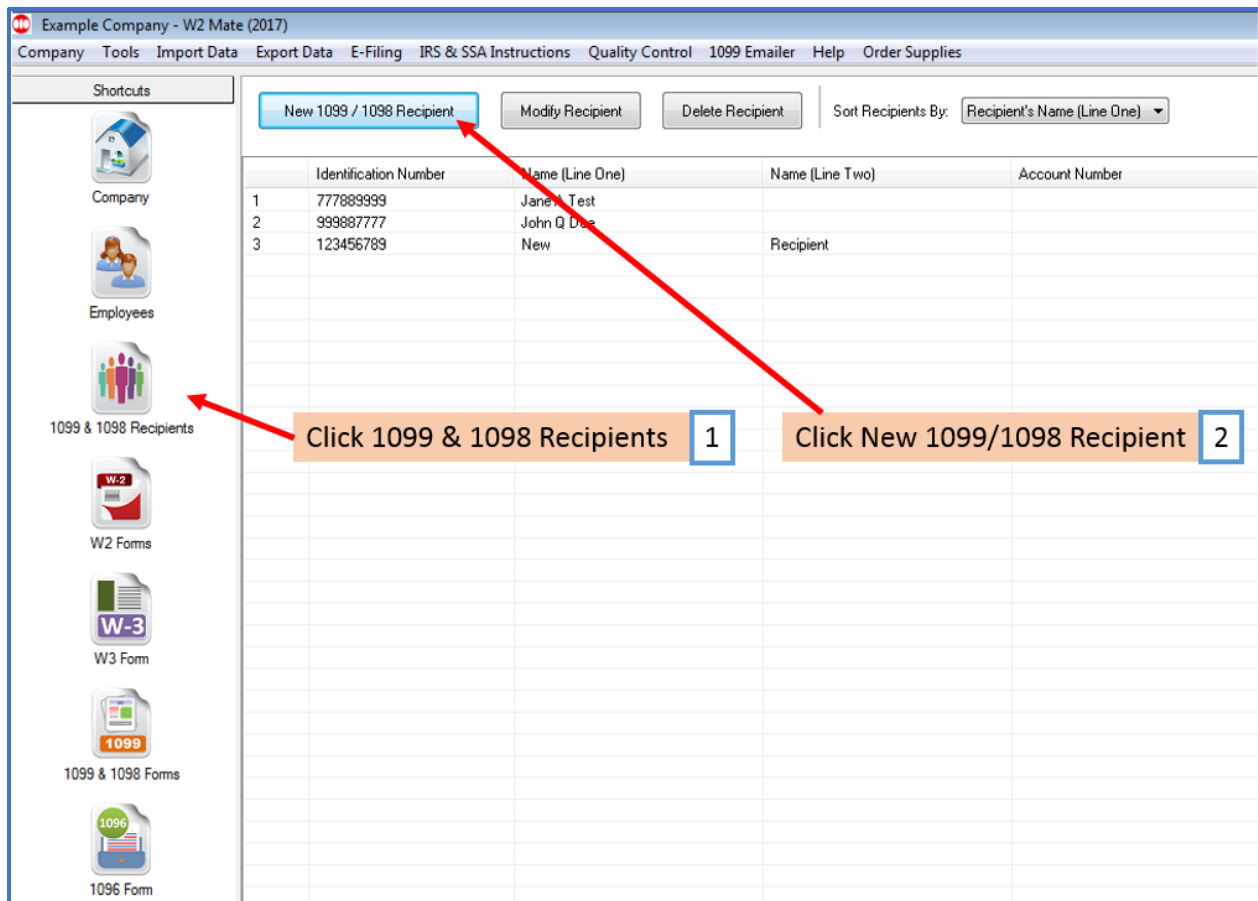 Example Company - W2 Mate (2017)
Company Tools Import Data Export Data E-Filing IRS & SSA Instructions Quality Control 1099 Emailer Help Order Supplies
Shortcuts
New 1099 / 1098 Recipient Modify Recipient Delete Recipient Sort Recipients By: Recipient's Name (Line One)
Identification Number Name (Line One) Name (Line Two) Account Number
1 777889999 Jane A Test
2 999887777 John Q Doe
3 123456789 New Recipient
Company
Employees
1099 & 1098 Recipients
Click 1099 & 1098 Recipients 1
Click New 1099/1098 Recipient 2
W-2
W2 Forms
W-3
W3 Form
1099
1099 & 1098 Forms
1096
1096 Form